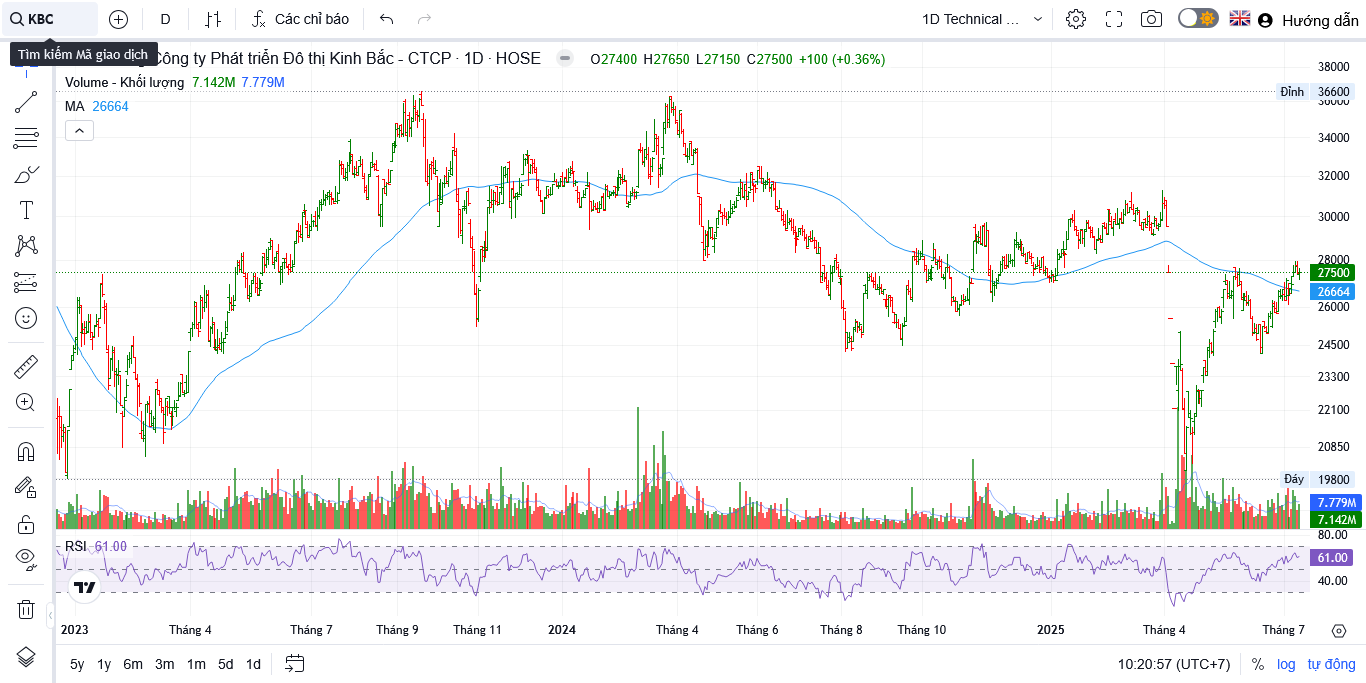 KBC D Các chỉ báo 1D Technical ... Hướng dẫn
Tìm kiếm Mã giao dịch
Công ty Phát triển Đô thị Kinh Bắc - CTCP · 1D · HOSE O27400 H27650 L27150 C27500 +100 (+0.36%)
Volume - Khối lượng 7.142M 7.779M
MA 26664
38000
Đỉnh 36600
36000
34000
32000
30000
28000
27500
26664
26000
24500
23300
22100
20850
Đáy 19800
7.779M
7.142M
80.00
RSI 61.00
61.00
40.00
2023 Tháng 4 Tháng 7 Tháng 9 Tháng 11 2024 Tháng 4 Tháng 6 Tháng 8 Tháng 10 2025 Tháng 4 Tháng 7
5y 1y 6m 3m 1m 5d 1d 10:20:57 (UTC+7) % log tự động